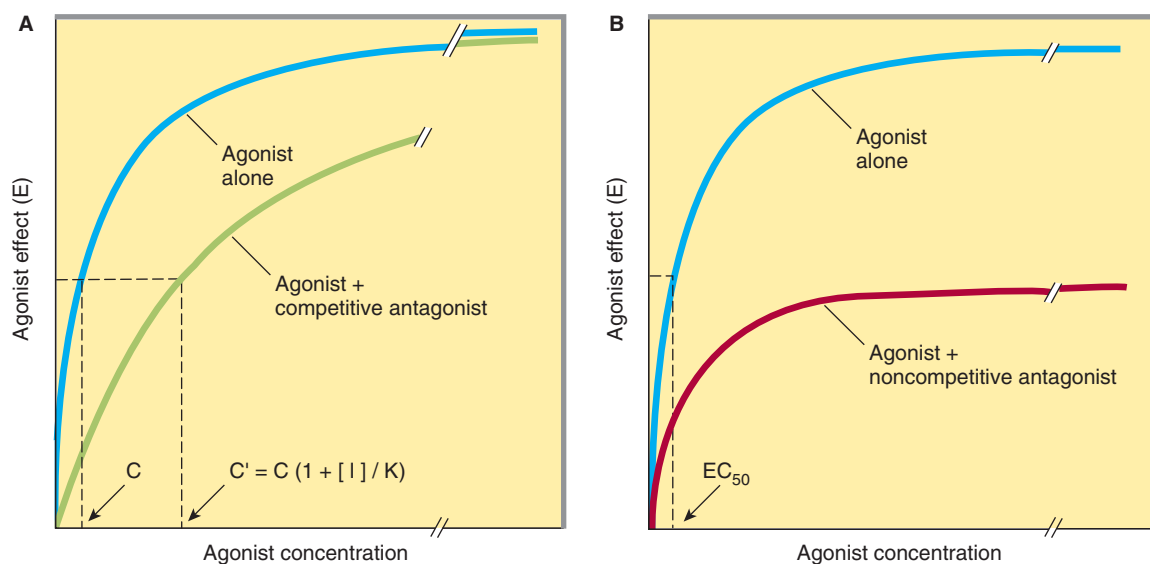 A
Agonist effect (E)
Agonist
alone
Agonist +
competitive antagonist
C
C' = C (1 + [ I ] / K)
Agonist concentration
B
Agonist effect (E)
Agonist
alone
Agonist +
noncompetitive antagonist
EC₅₀
Agonist concentration